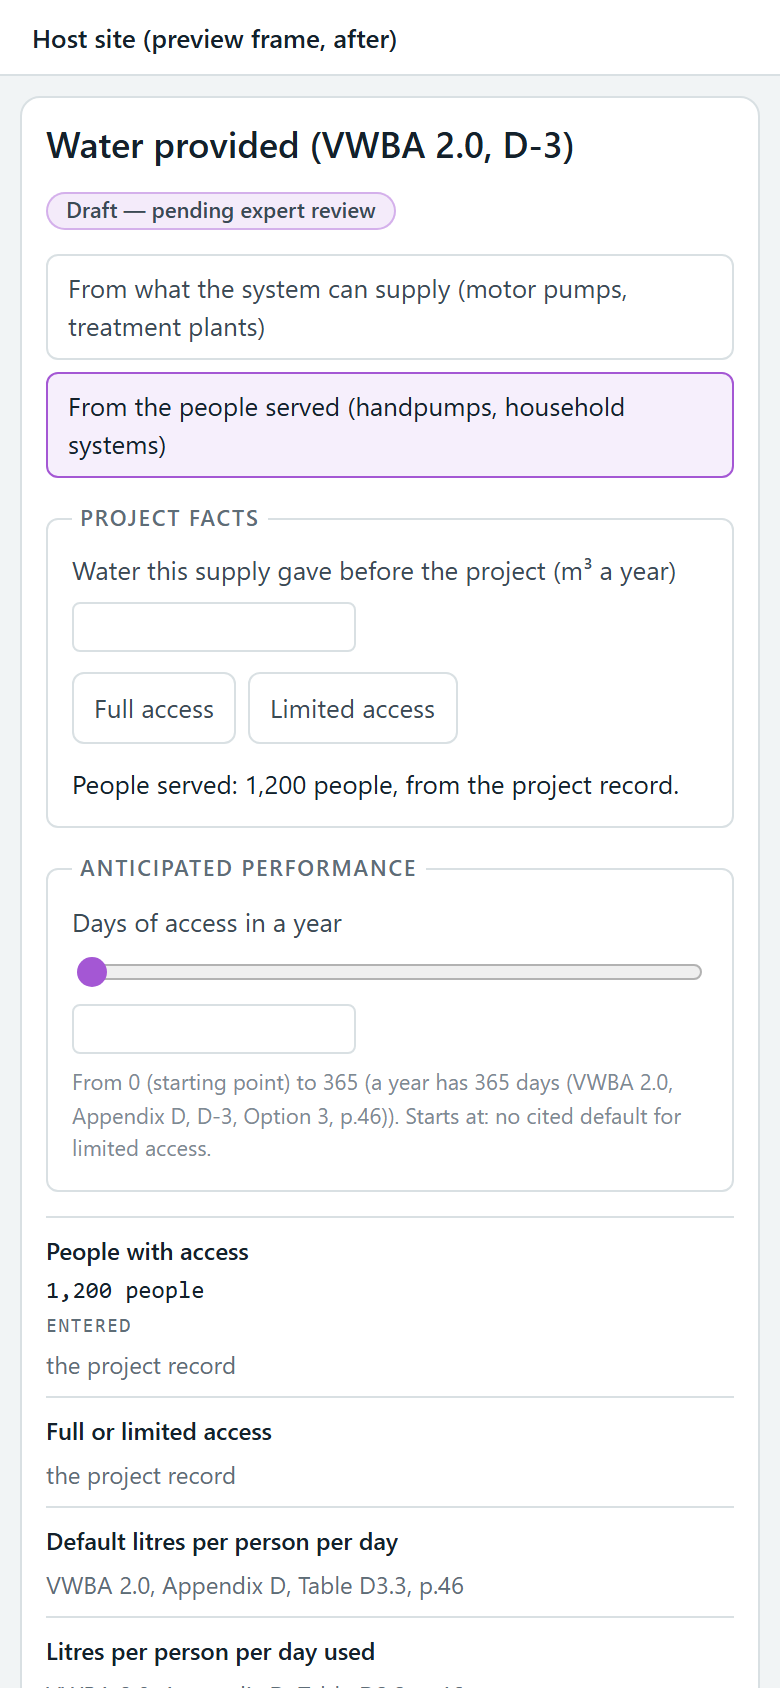 Host site (preview frame, after)
Water provided (VWBA 2.0, D-3)
Draft — pending expert review
From what the system can supply (motor pumps,
treatment plants)
From the people served (handpumps, household
systems)
PROJECT FACTS
Water this supply gave before the project (m³ a year)
Full access
Limited access
People served: 1,200 people, from the project record.
ANTICIPATED PERFORMANCE
Days of access in a year
From 0 (starting point) to 365 (a year has 365 days (VWBA 2.0,
Appendix D, D-3, Option 3, p.46)). Starts at: no cited default for
limited access.
People with access
1,200 people
ENTERED
the project record
Full or limited access
the project record
Default litres per person per day
VWBA 2.0, Appendix D, Table D3.3, p.46
Litres per person per day used